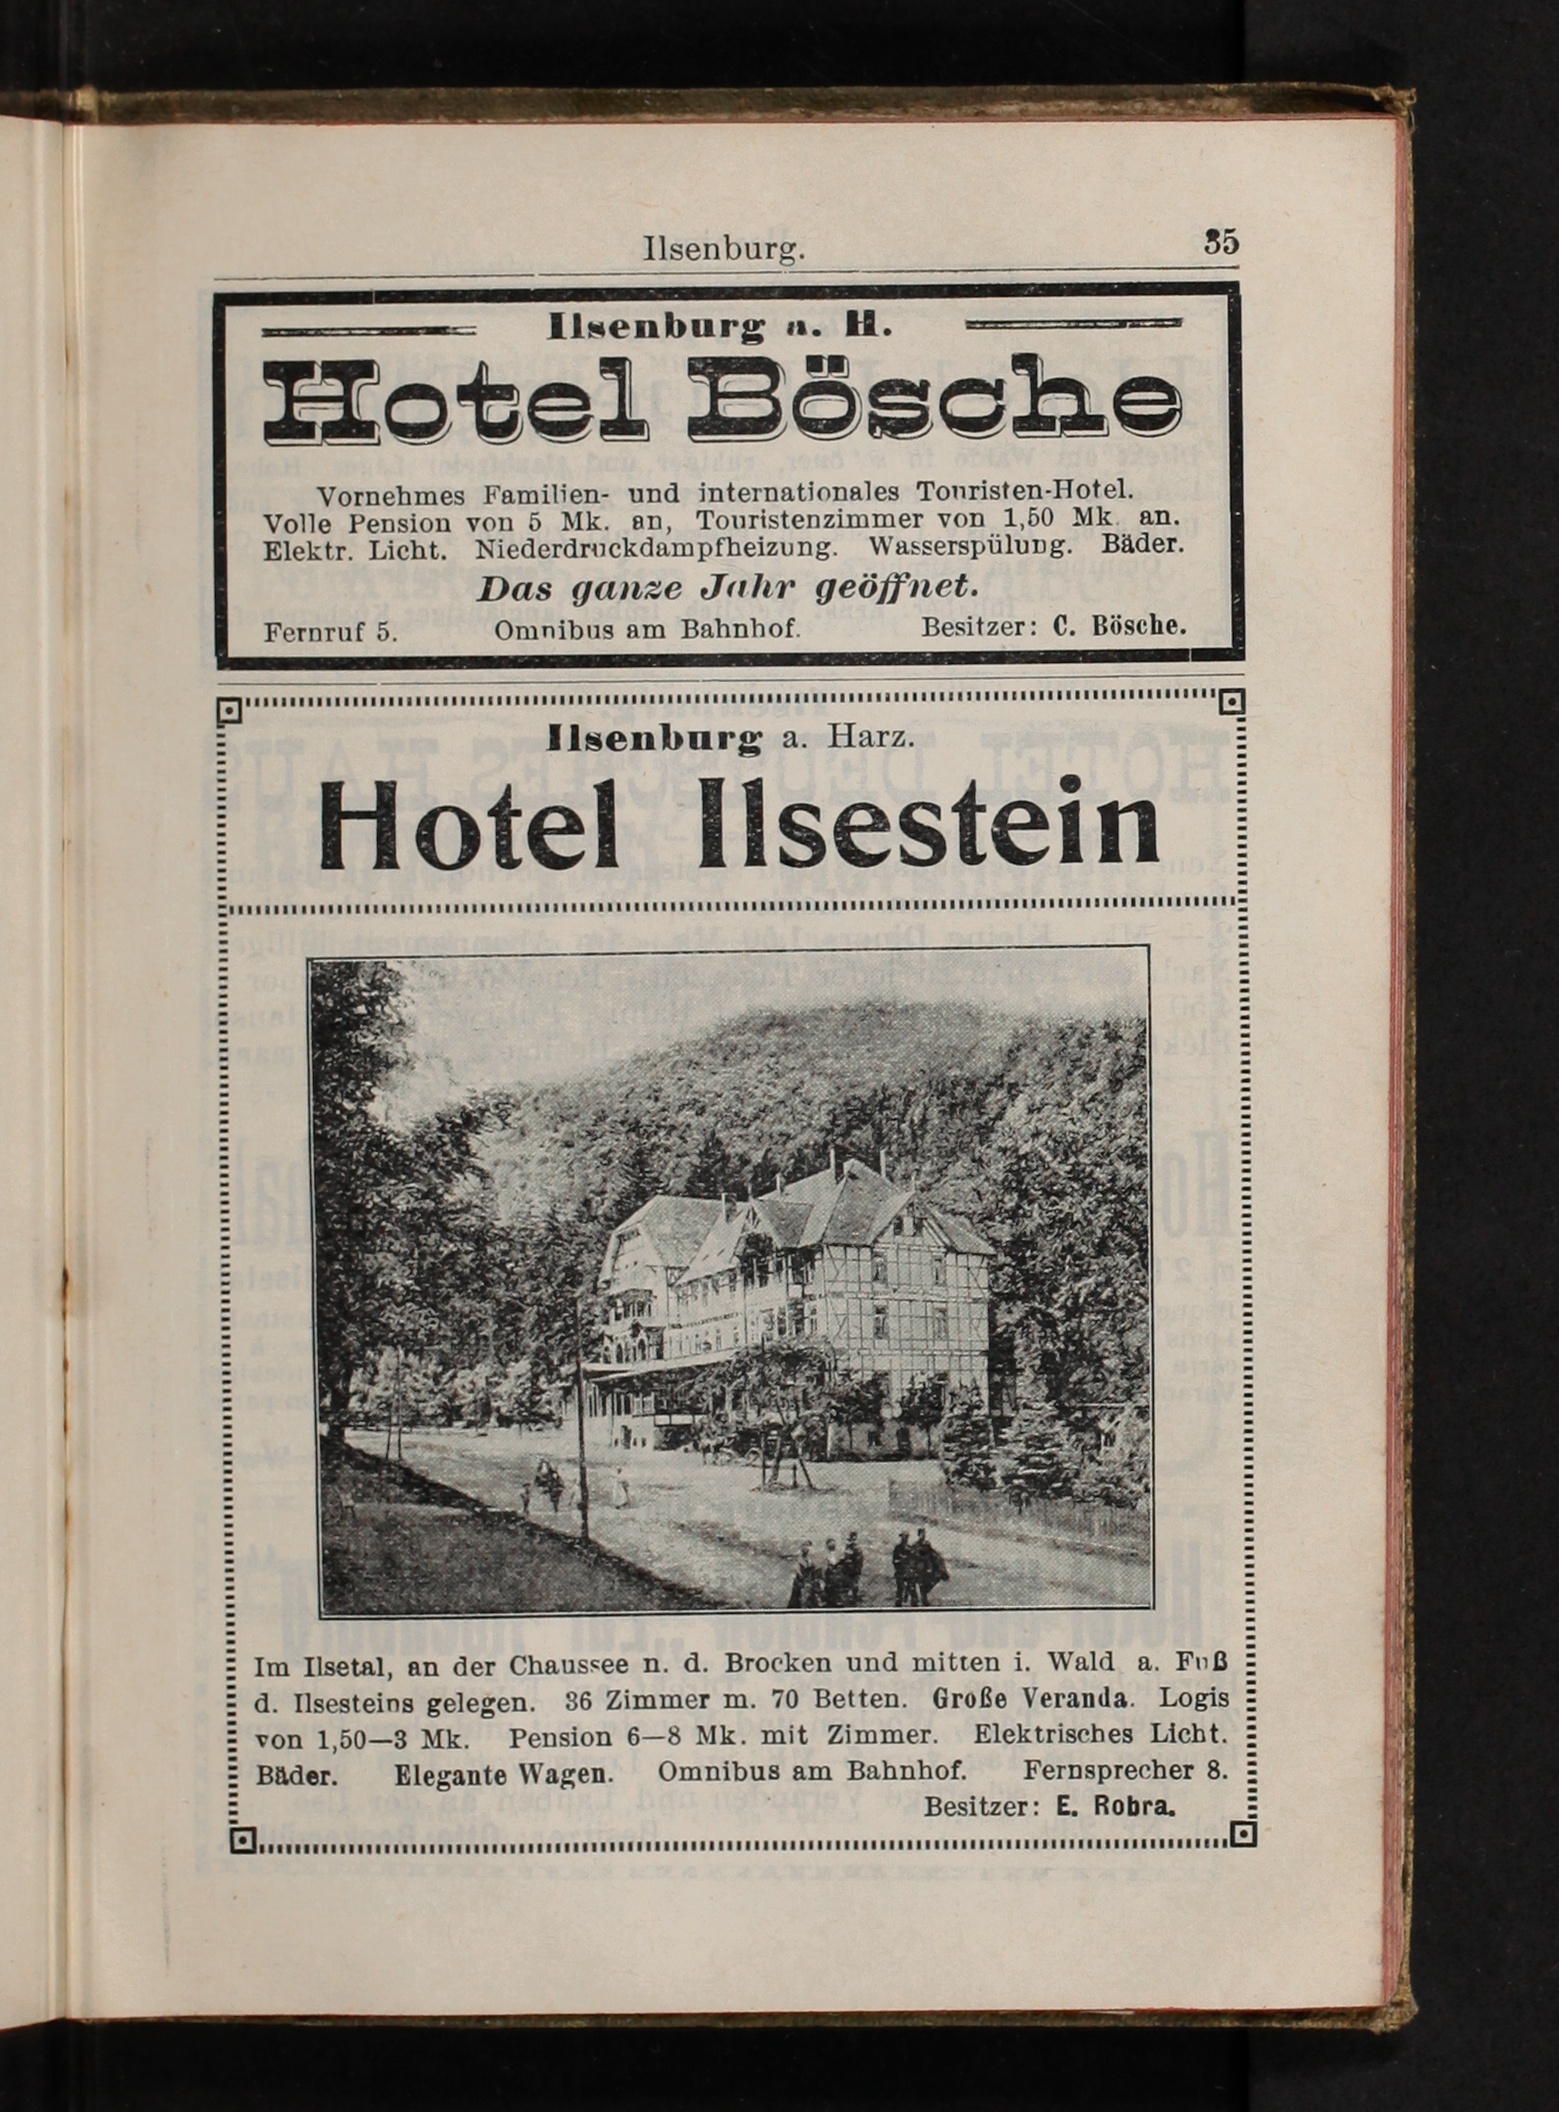 Ilsenburg.
35
Ilsenburg a. H.
Hotel Bösche
Vornehmes Familien- und internationales Touristen-Hotel.
Volle Pension von 5 Mk. an, Touristenzimmer von 1,50 Mk. an.
Elektr. Licht. Niederdruckdampfheizung. Wasserspülung. Bäder.
Das ganze Jahr geöffnet.
Fernruf 5. Omnibus am Bahnhof. Besitzer: C. Bösche.
Ilsenburg a. Harz.
Hotel Ilsestein
Im Ilsetal, an der Chaussee n. d. Brocken und mitten i. Wald a. Fuß
d. Ilsesteins gelegen. 36 Zimmer m. 70 Betten. Große Veranda. Logis
von 1,50—3 Mk. Pension 6—8 Mk. mit Zimmer. Elektrisches Licht.
Bäder. Elegante Wagen. Omnibus am Bahnhof. Fernsprecher 8.
Besitzer: E. Robra.